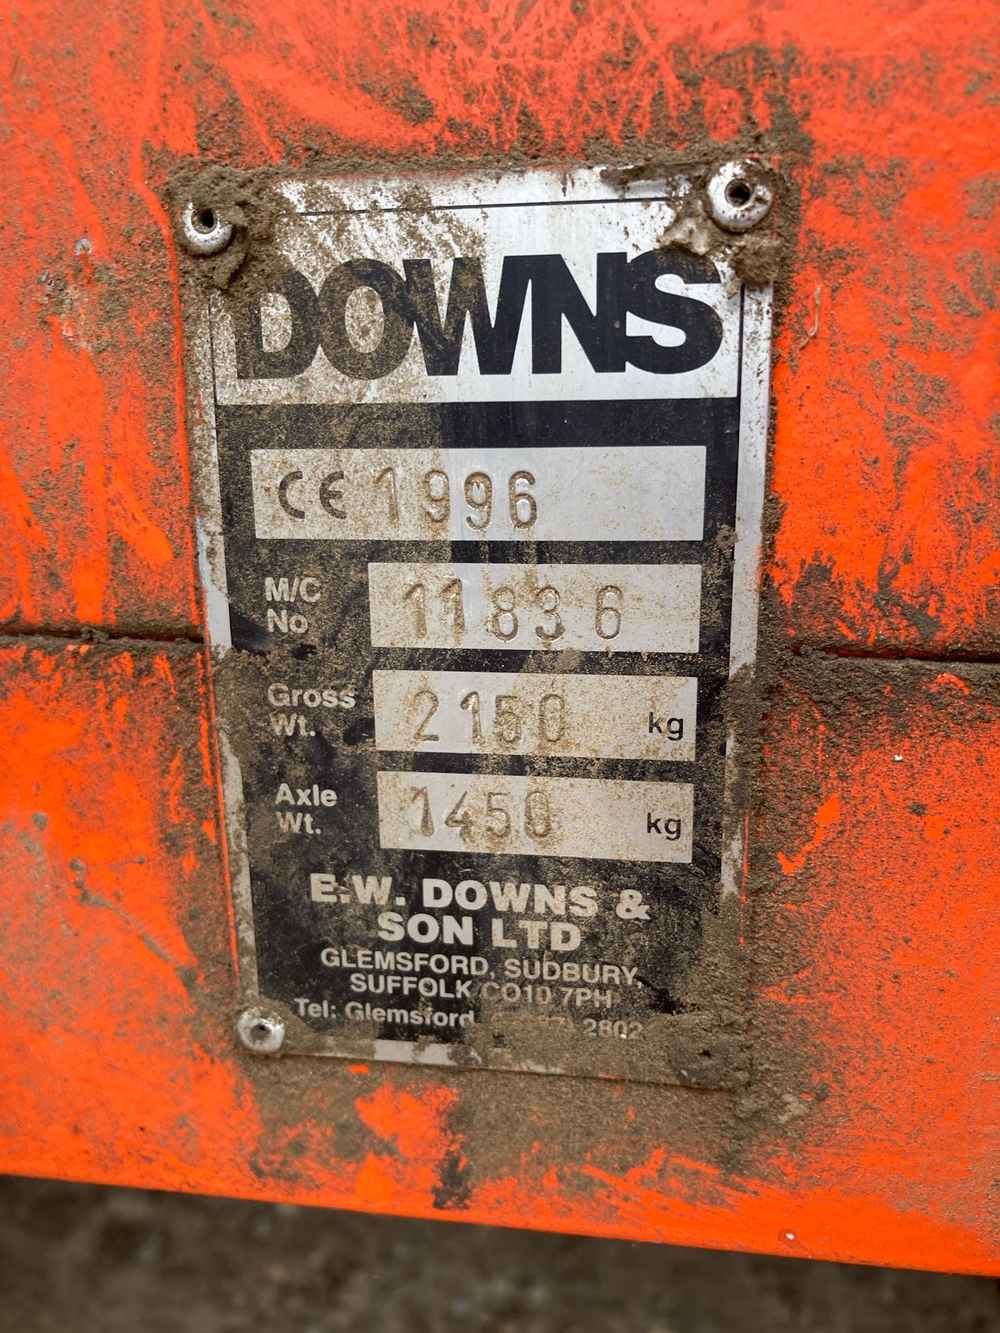 DOWNS
CE 1996
M/C No 11836
Gross Wt. 2150 kg
Axle Wt. 1450 kg
E.W. DOWNS &
SON LTD
GLEMSFORD, SUDBURY,
SUFFOLK CO10 7PH
Tel: Glemsford